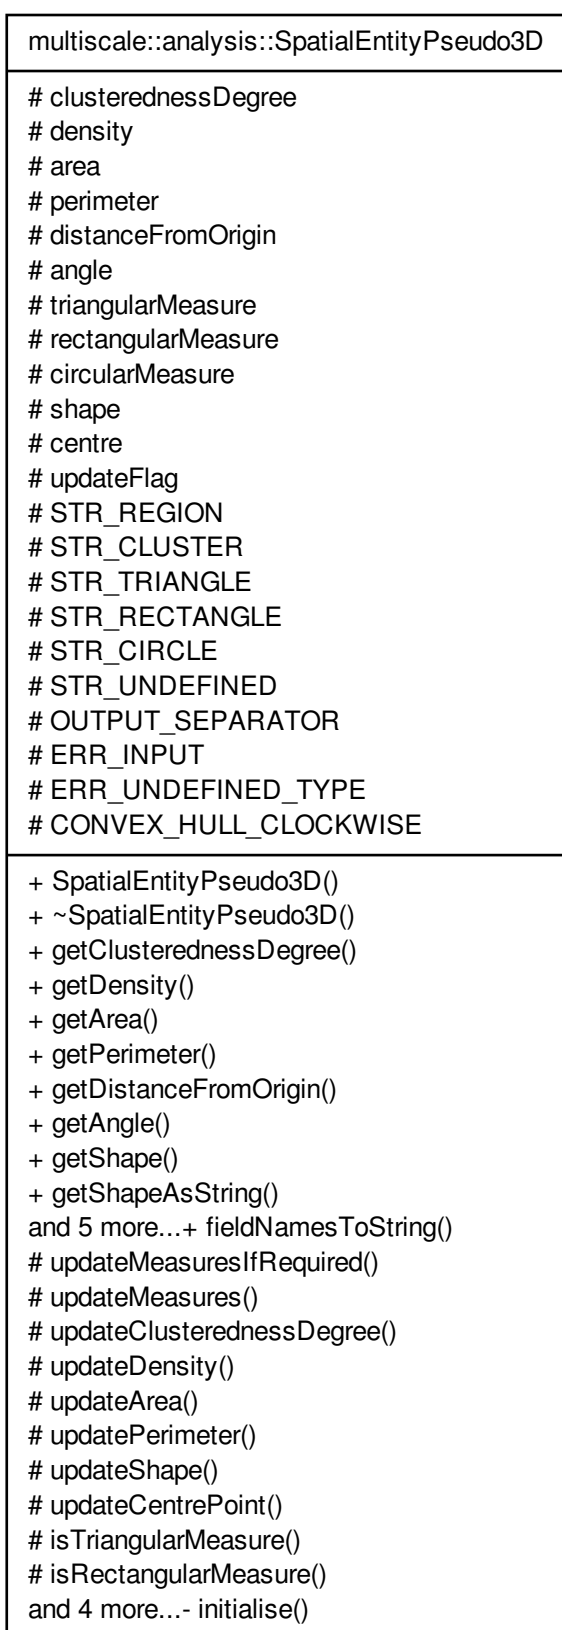 multiscale::analysis::SpatialEntityPseudo3D
# clusterednessDegree
# density
# area
# perimeter
# distanceFromOrigin
# angle
# triangularMeasure
# rectangularMeasure
# circularMeasure
# shape
# centre
# updateFlag
# STR_REGION
# STR_CLUSTER
# STR_TRIANGLE
# STR_RECTANGLE
# STR_CIRCLE
# STR_UNDEFINED
# OUTPUT_SEPARATOR
# ERR_INPUT
# ERR_UNDEFINED_TYPE
# CONVEX_HULL_CLOCKWISE
+ SpatialEntityPseudo3D()
+ ~SpatialEntityPseudo3D()
+ getClusterednessDegree()
+ getDensity()
+ getArea()
+ getPerimeter()
+ getDistanceFromOrigin()
+ getAngle()
+ getShape()
+ getShapeAsString()
and 5 more...+ fieldNamesToString()
# updateMeasuresIfRequired()
# updateMeasures()
# updateClusterednessDegree()
# updateDensity()
# updateArea()
# updatePerimeter()
# updateShape()
# updateCentrePoint()
# isTriangularMeasure()
# isRectangularMeasure()
and 4 more...- initialise()